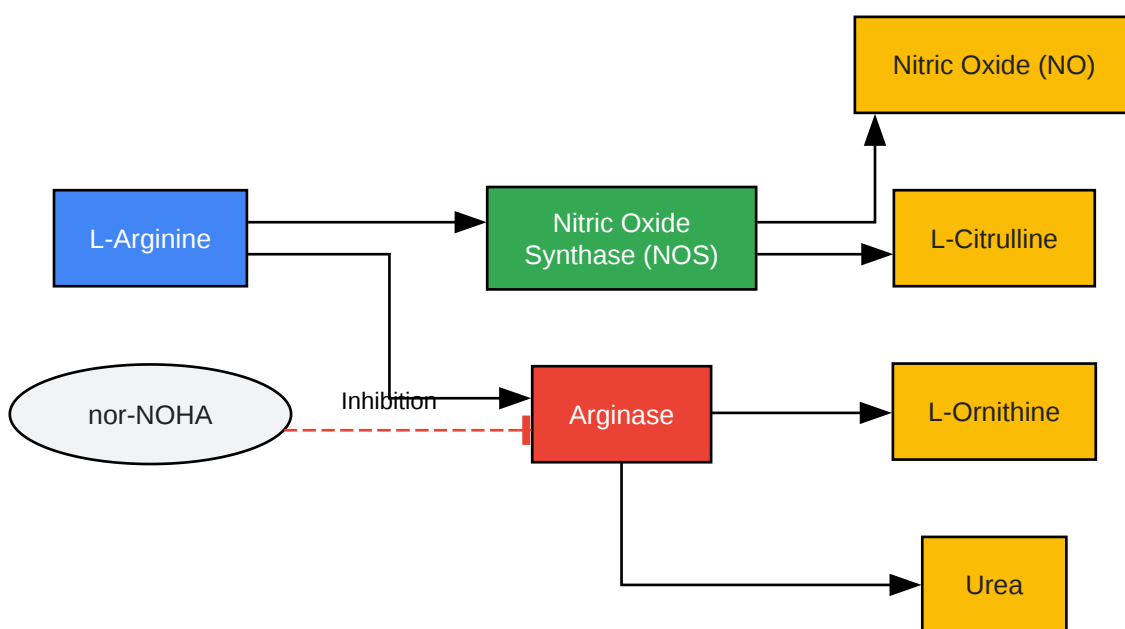 Nitric Oxide (NO)
L-Arginine
Nitric Oxide
Synthase (NOS)
L-Citrulline
nor-NOHA
Inhibition
Arginase
L-Ornithine
Urea